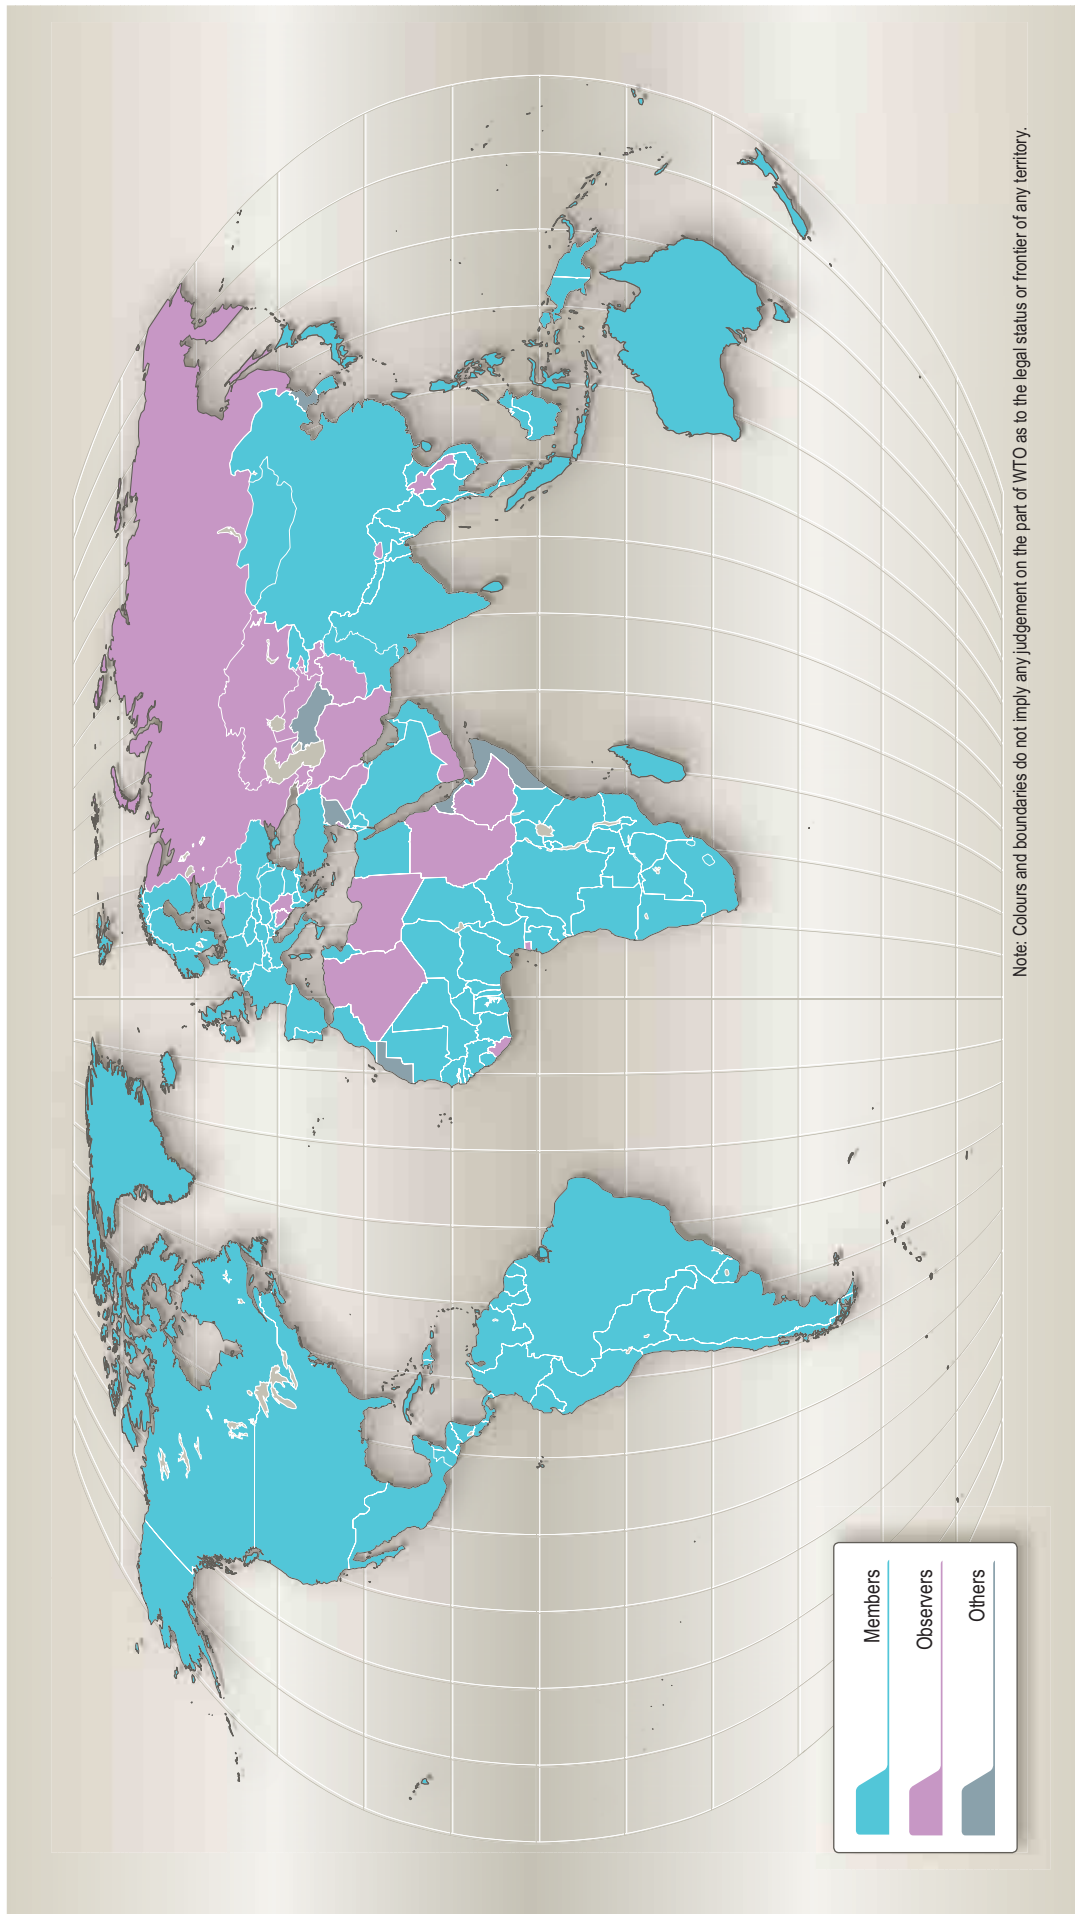 Members
Observers
Others
Note: Colours and boundaries do not imply any judgement on the part of WTO as to the legal status or frontier of any territory.